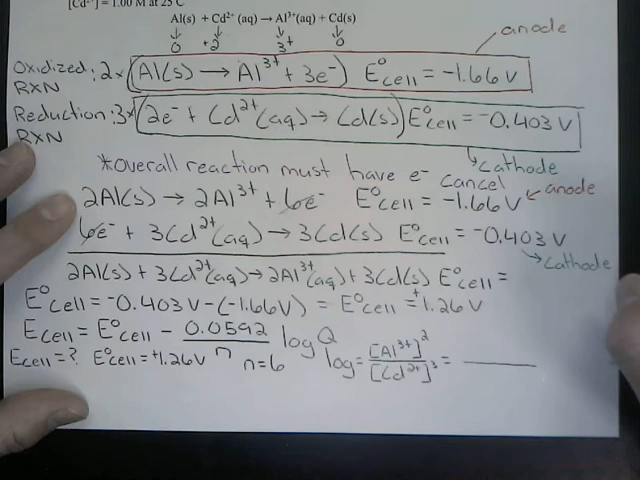 [Cd²⁺] = 1.00 M at 25 C
Al(s) + Cd²⁺ (aq) → Al³⁺(aq) + Cd(s)
↓ ↓ ↓ ↓
0 +2 3+ 0
anode
Oxidized: 2× (Al(s) → Al³⁺ + 3e⁻) E°cell = -1.66 V
RXN
Reduction: 3× (2e⁻ + Cd²⁺(aq) → Cd(s)) E°cell = -0.403 V
RXN
cathode
*Overall reaction must have e⁻ cancel
2Al(s) → 2Al³⁺ + 6e⁻ E°cell = -1.66 V ← anode
6e⁻ + 3Cd²⁺(aq) → 3Cd(s) E°cell = -0.403 V
→ cathode
2Al(s) + 3Cd²⁺(aq) → 2Al³⁺(aq) + 3Cd(s) E°cell =
E°cell = -0.403 V - (-1.66 V) = E°cell = +1.26 V
Ecell = E°cell - 0.0592/n log Q
Ecell = ? E°cell = +1.26 V n = 6 log = [Al³⁺]²/[Cd²⁺]³ = ____